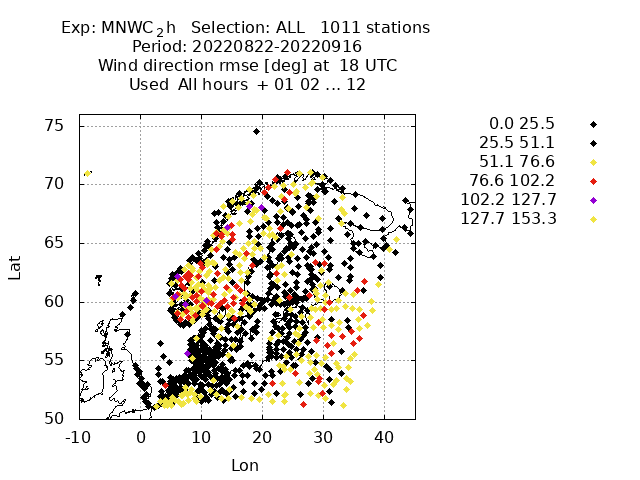 Exp: MNWC_2h   Selection: ALL   1011 stations
Period: 20220822-20220916
Wind direction rmse [deg] at  18 UTC
Used  All hours  + 01 02 ... 12
0.0 25.5
25.5 51.1
51.1 76.6
76.6 102.2
102.2 127.7
127.7 153.3
75
70
65
60
55
50
Lat
-10 0 10 20 30 40
Lon